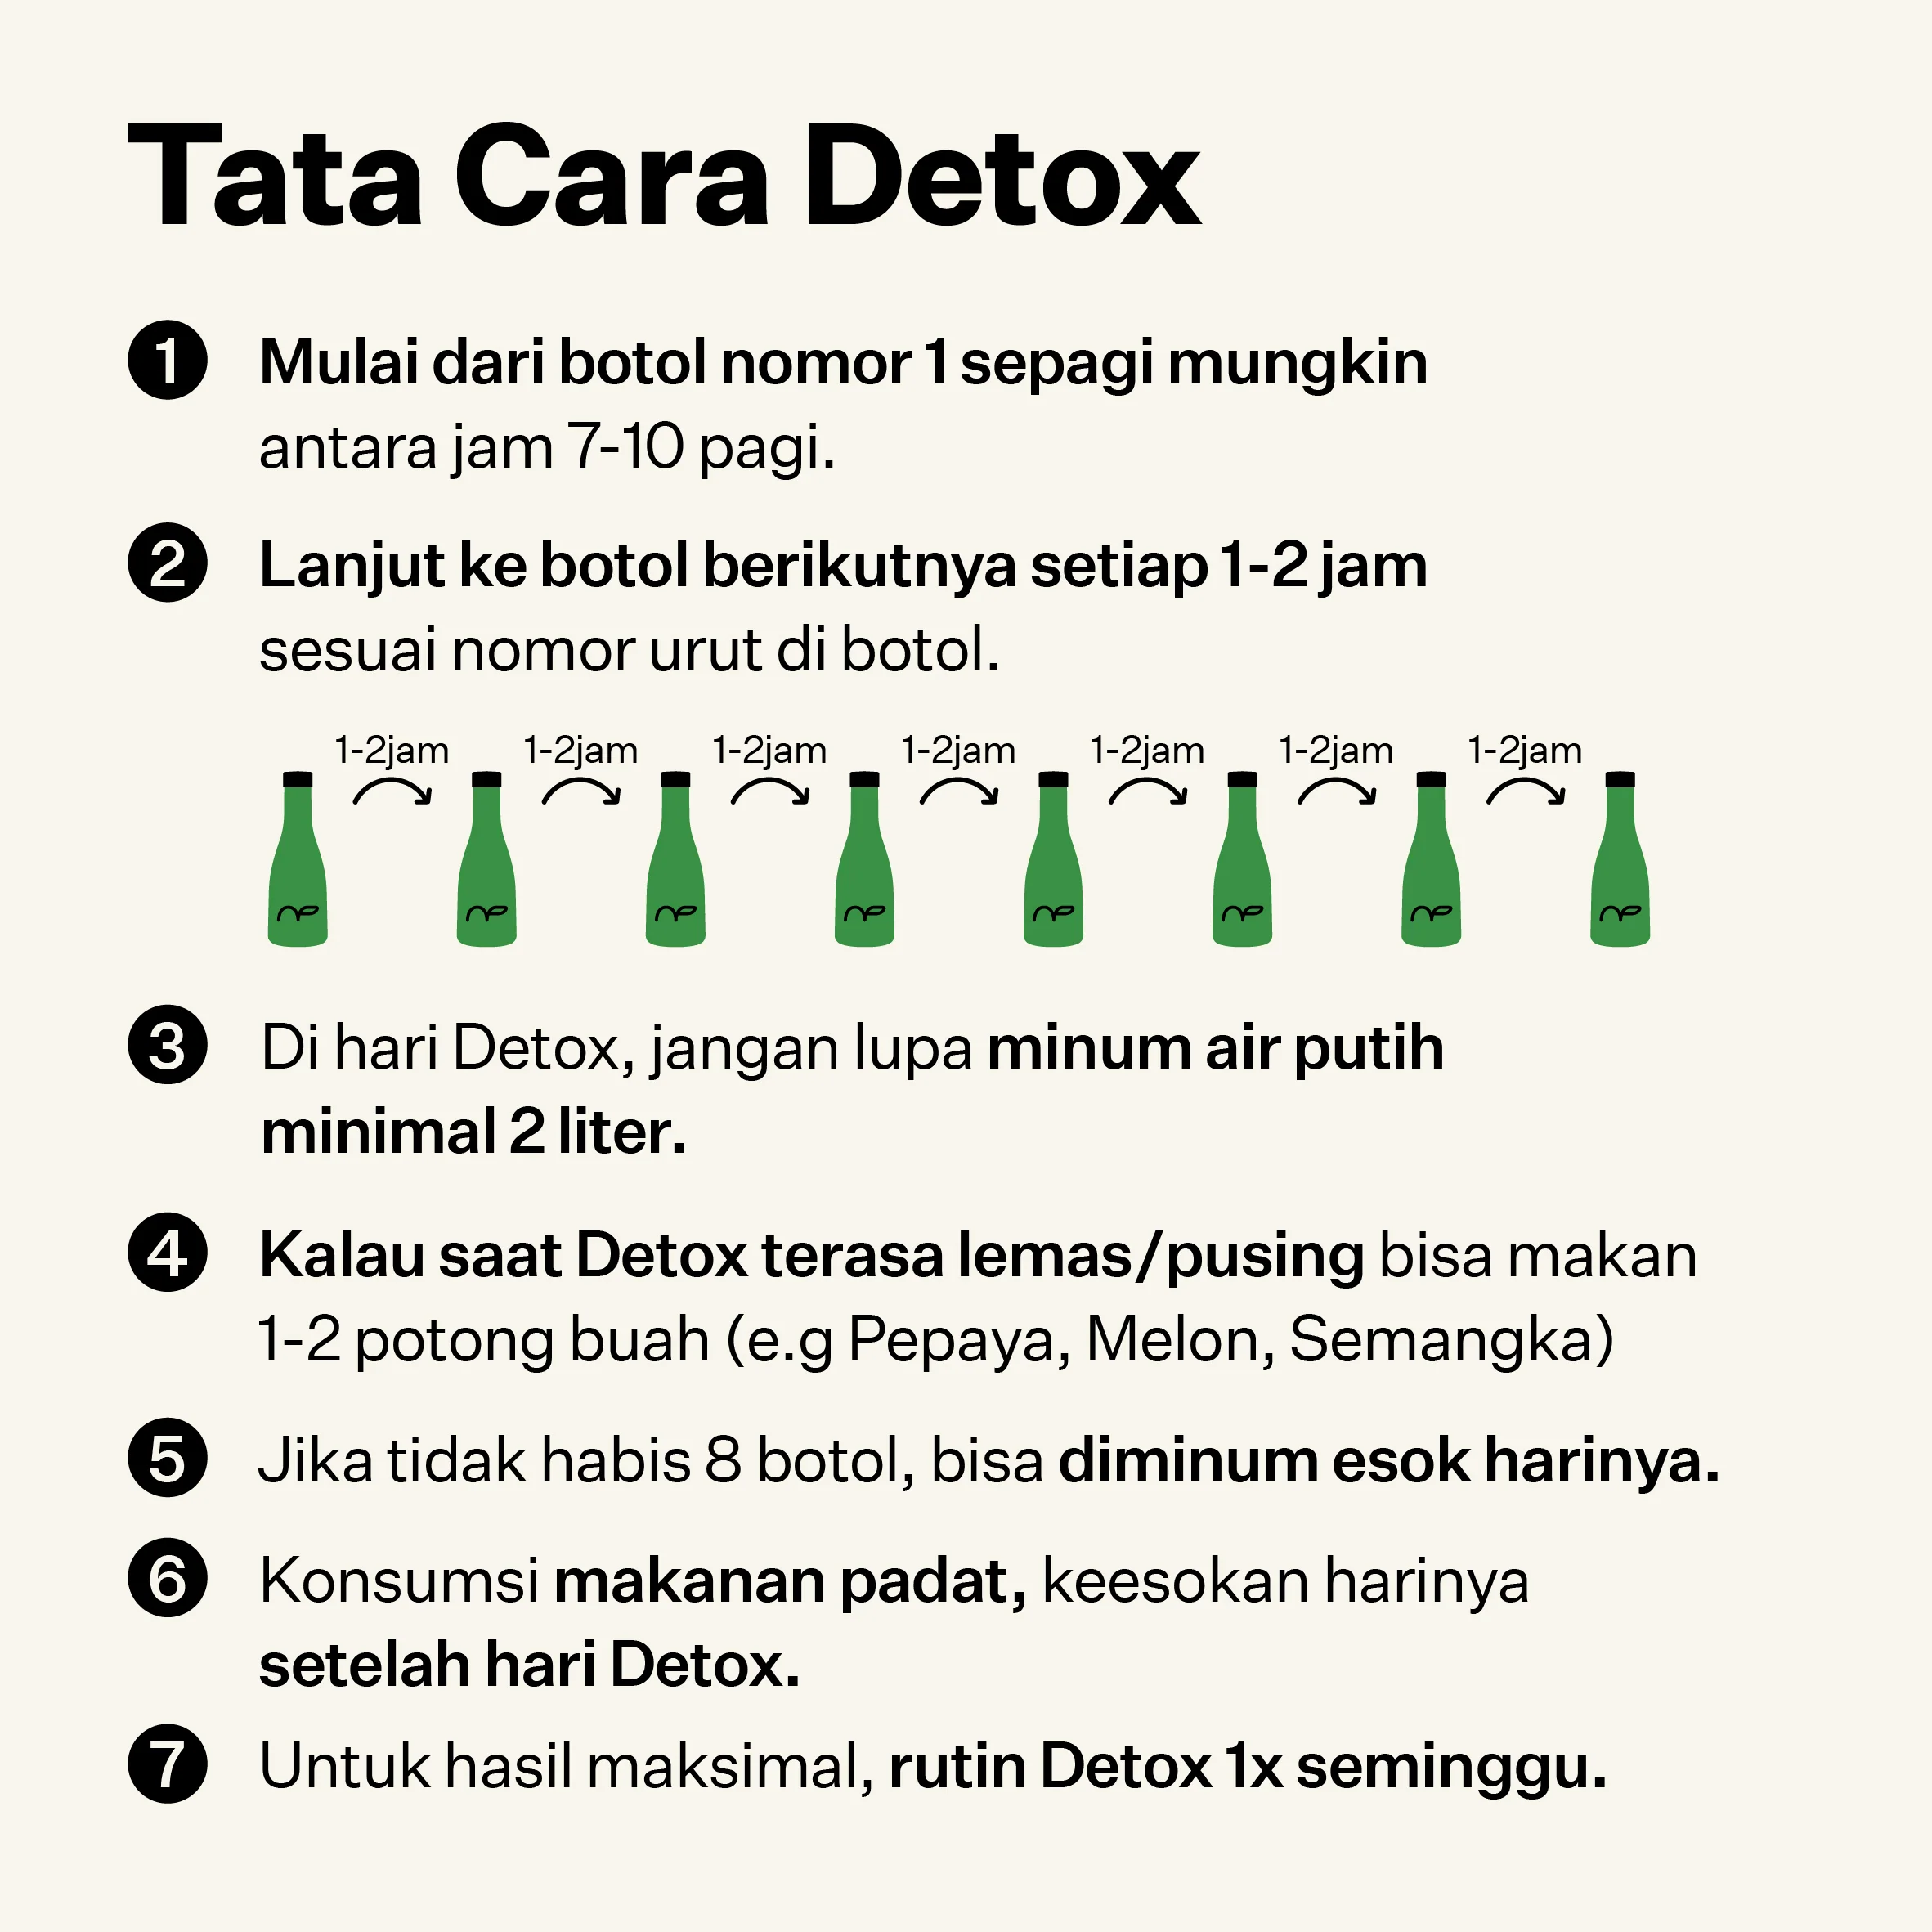 Tata Cara Detox
1
Mulai dari botol nomor 1 sepagi mungkin
antara jam 7-10 pagi.
2
Lanjut ke botol berikutnya setiap 1-2 jam
sesuai nomor urut di botol.
1-2jam 1-2jam 1-2jam 1-2jam 1-2jam 1-2jam 1-2jam
3
Di hari Detox, jangan lupa minum air putih
minimal 2 liter.
4
Kalau saat Detox terasa lemas/pusing bisa makan
1-2 potong buah (e.g Pepaya, Melon, Semangka)
5
Jika tidak habis 8 botol, bisa diminum esok harinya.
6
Konsumsi makanan padat, keesokan harinya
setelah hari Detox.
7
Untuk hasil maksimal, rutin Detox 1x seminggu.